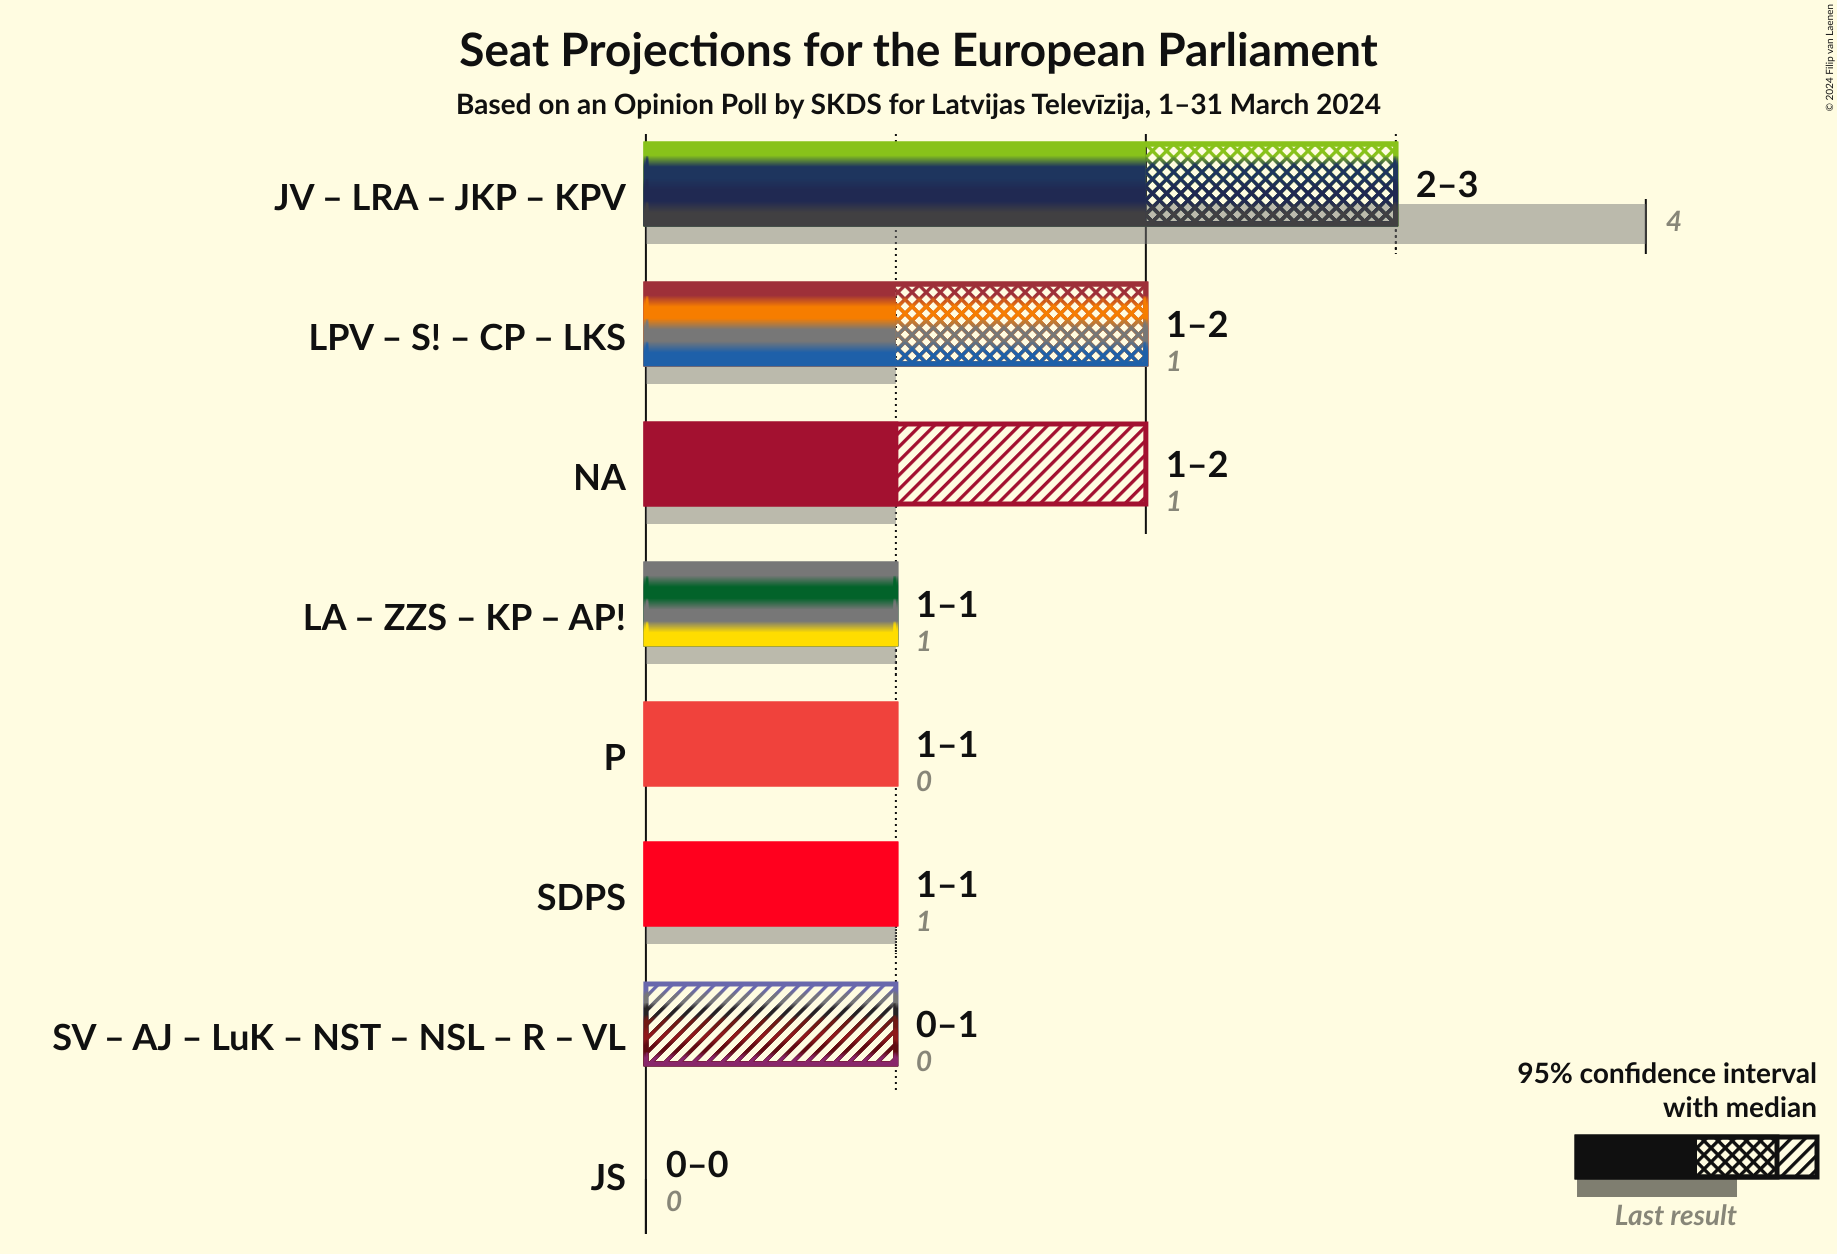 Seat Projections for the European Parliament
Based on an Opinion Poll by SKDS for Latvijas Televīzija, 1–31 March 2024
© 2024 Filip van Laenen
JV – LRA – JKP – KPV
2–3
4
LPV – S! – CP – LKS
1–2
1
NA
1–2
1
LA – ZZS – KP – AP!
1–1
1
P
1–1
0
SDPS
1–1
1
SV – AJ – LuK – NST – NSL – R – VL
0–1
0
JS
0–0
0
95% confidence interval
with median
Last result